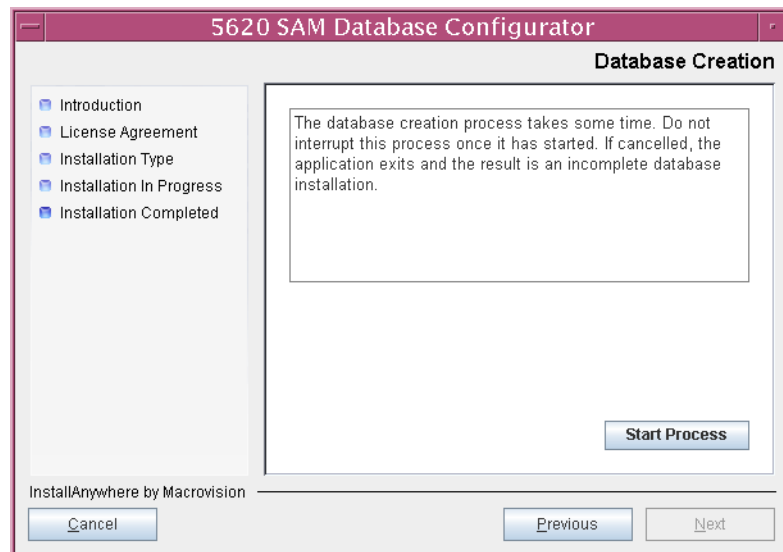 5620 SAM Database Configurator
Database Creation
Introduction
License Agreement
Installation Type
Installation In Progress
Installation Completed
The database creation process takes some time. Do not
interrupt this process once it has started. If cancelled, the
application exits and the result is an incomplete database
installation.
Start Process
InstallAnywhere by Macrovision
Cancel
Previous
Next